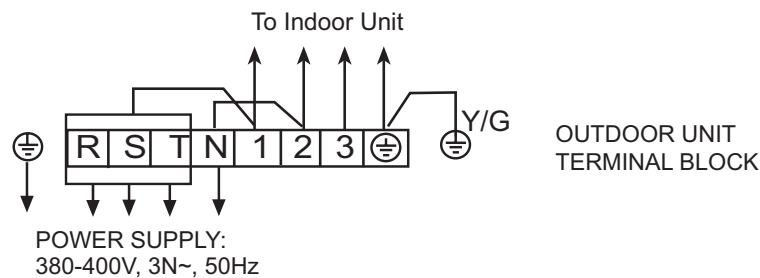 To Indoor Unit
R S T N 1 2 3
Y/G
OUTDOOR UNIT
TERMINAL BLOCK
POWER SUPPLY:
380-400V, 3N~, 50Hz